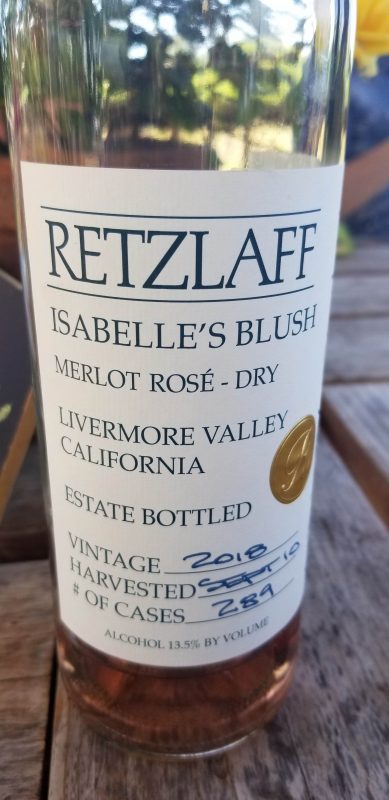 RETZLAFF
ISABELLE'S BLUSH
MERLOT ROSÉ - DRY
LIVERMORE VALLEY
CALIFORNIA
ESTATE BOTTLED
VINTAGE 2018
HARVESTED SEPT 10
# OF CASES 289
ALCOHOL 13.5% BY VOLUME